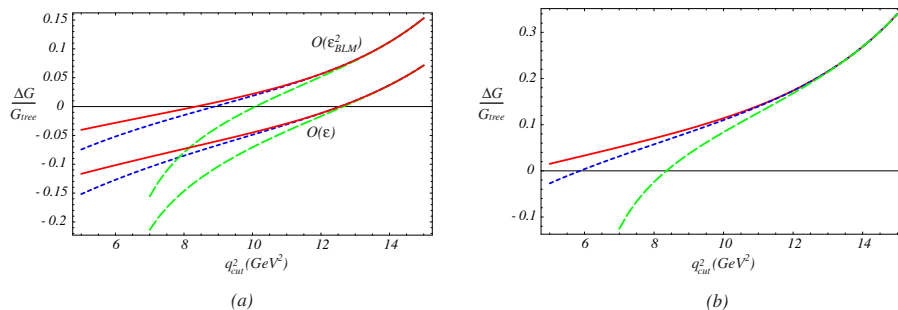 0.15
0.1
0.05
0
- 0.05
- 0.1
- 0.15
- 0.2
ΔG
G_tree
O(ε²_BLM)
O(ε)
6 8 10 12 14
q²_cut (GeV²)
(a)
0.3
0.2
0.1
0
- 0.1
ΔG
G_tree
6 8 10 12 14
q²_cut (GeV²)
(b)